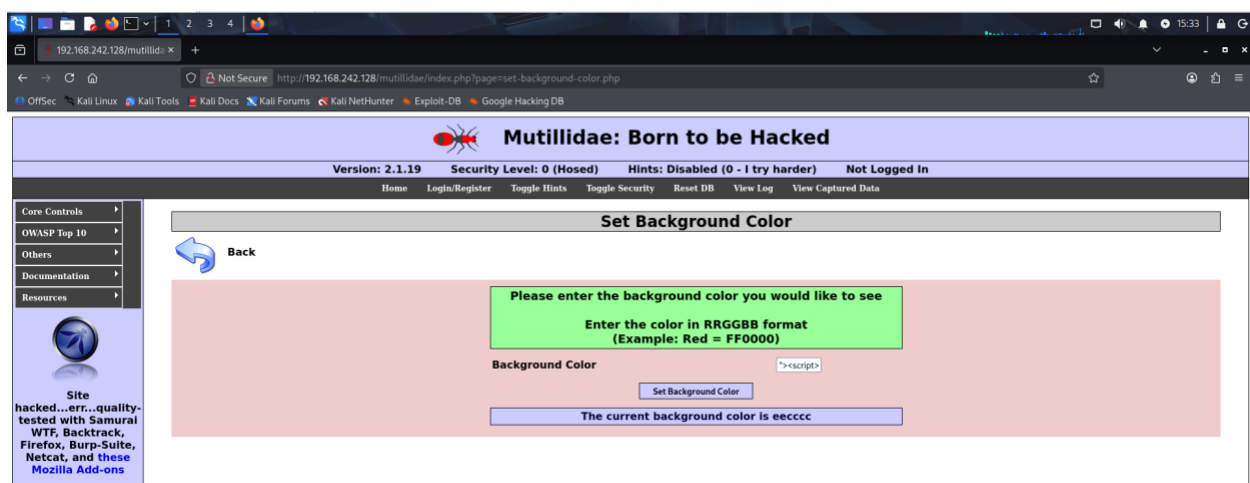 1 2 3 4
15:33
192.168.242.128/mutillida
Not Secure http://192.168.242.128/mutillidae/index.php?page=set-background-color.php
OffSec Kali Linux Kali Tools Kali Docs Kali Forums Kali NetHunter Exploit-DB Google Hacking DB
Mutillidae: Born to be Hacked
Version: 2.1.19 Security Level: 0 (Hosed) Hints: Disabled (0 - I try harder) Not Logged In
Home Login/Register Toggle Hints Toggle Security Reset DB View Log View Captured Data
Core Controls
OWASP Top 10
Others
Documentation
Resources
Site
hacked...err...quality-
tested with Samurai
WTF, Backtrack,
Firefox, Burp-Suite,
Netcat, and these
Mozilla Add-ons
Set Background Color
Back
Please enter the background color you would like to see
Enter the color in RRGGBB format
(Example: Red = FF0000)
Background Color "><script>
Set Background Color
The current background color is eecccc